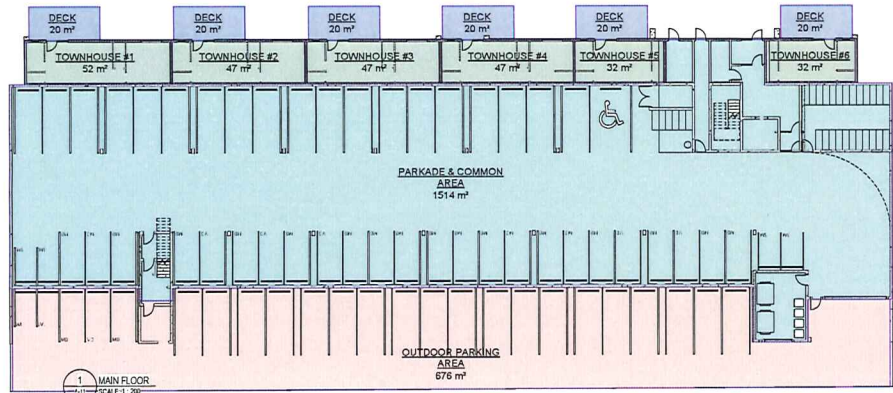 DECK
20 m²
DECK
20 m²
DECK
20 m²
DECK
20 m²
DECK
20 m²
DECK
20 m²
TOWNHOUSE #1
52 m²
TOWNHOUSE #2
47 m²
TOWNHOUSE #3
47 m²
TOWNHOUSE #4
47 m²
TOWNHOUSE #5
32 m²
TOWNHOUSE #6
32 m²
PARKADE & COMMON
AREA
1514 m²
OUTDOOR PARKING
AREA
676 m²
1
MAIN FLOOR
SCALE=1 : 200